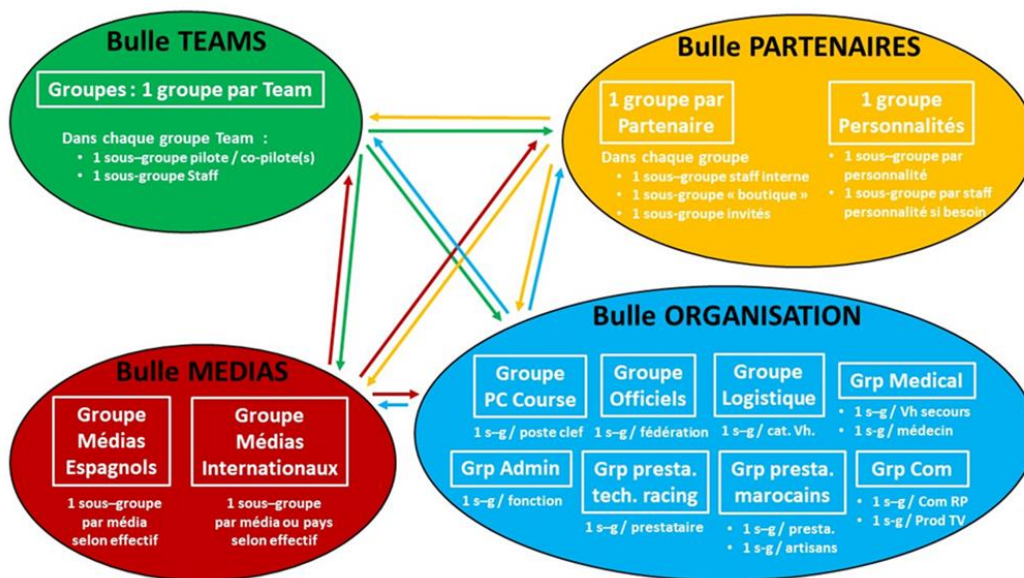 Bulle TEAMS
Groupes : 1 groupe par Team
Dans chaque groupe Team :
• 1 sous–groupe pilote / co-pilote(s)
• 1 sous-groupe Staff
Bulle PARTENAIRES
1 groupe par
Partenaire
Dans chaque groupe
• 1 sous–groupe staff interne
• 1 sous-groupe « boutique »
• 1 sous-groupe invités
1 groupe
Personnalités
• 1 sous–groupe par
personnalité
• 1 sous-groupe par staff
personnalité si besoin
Bulle MEDIAS
Groupe
Médias
Espagnols
1 sous–groupe
par média
selon effectif
Groupe
Médias
Internationaux
1 sous–groupe
par média ou pays
selon effectif
Bulle ORGANISATION
Groupe
PC Course
1 s–g / poste clef
Groupe
Officiels
1 s–g / fédération
Groupe
Logistique
1 s–g / cat. Vh.
Grp Medical
• 1 s–g / Vh secours
• 1 s-g / médecin
Grp Admin
1 s–g / fonction
Grp presta.
tech. racing
1 s–g / prestataire
Grp presta.
marocains
• 1 s–g / presta.
• 1 s-g / artisans
Grp Com
• 1 s–g / Com RP
• 1 s-g / Prod TV